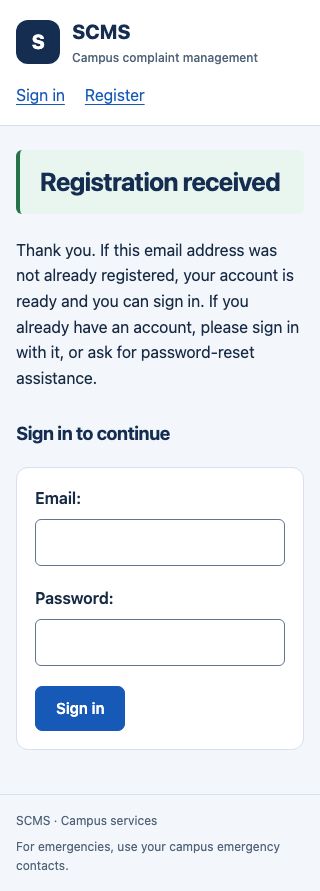 S
SCMS
Campus complaint management
Sign in
Register
Registration received
Thank you. If this email address was
not already registered, your account is
ready and you can sign in. If you
already have an account, please sign in
with it, or ask for password-reset
assistance.
Sign in to continue
Email:
Password:
Sign in
SCMS · Campus services
For emergencies, use your campus emergency
contacts.